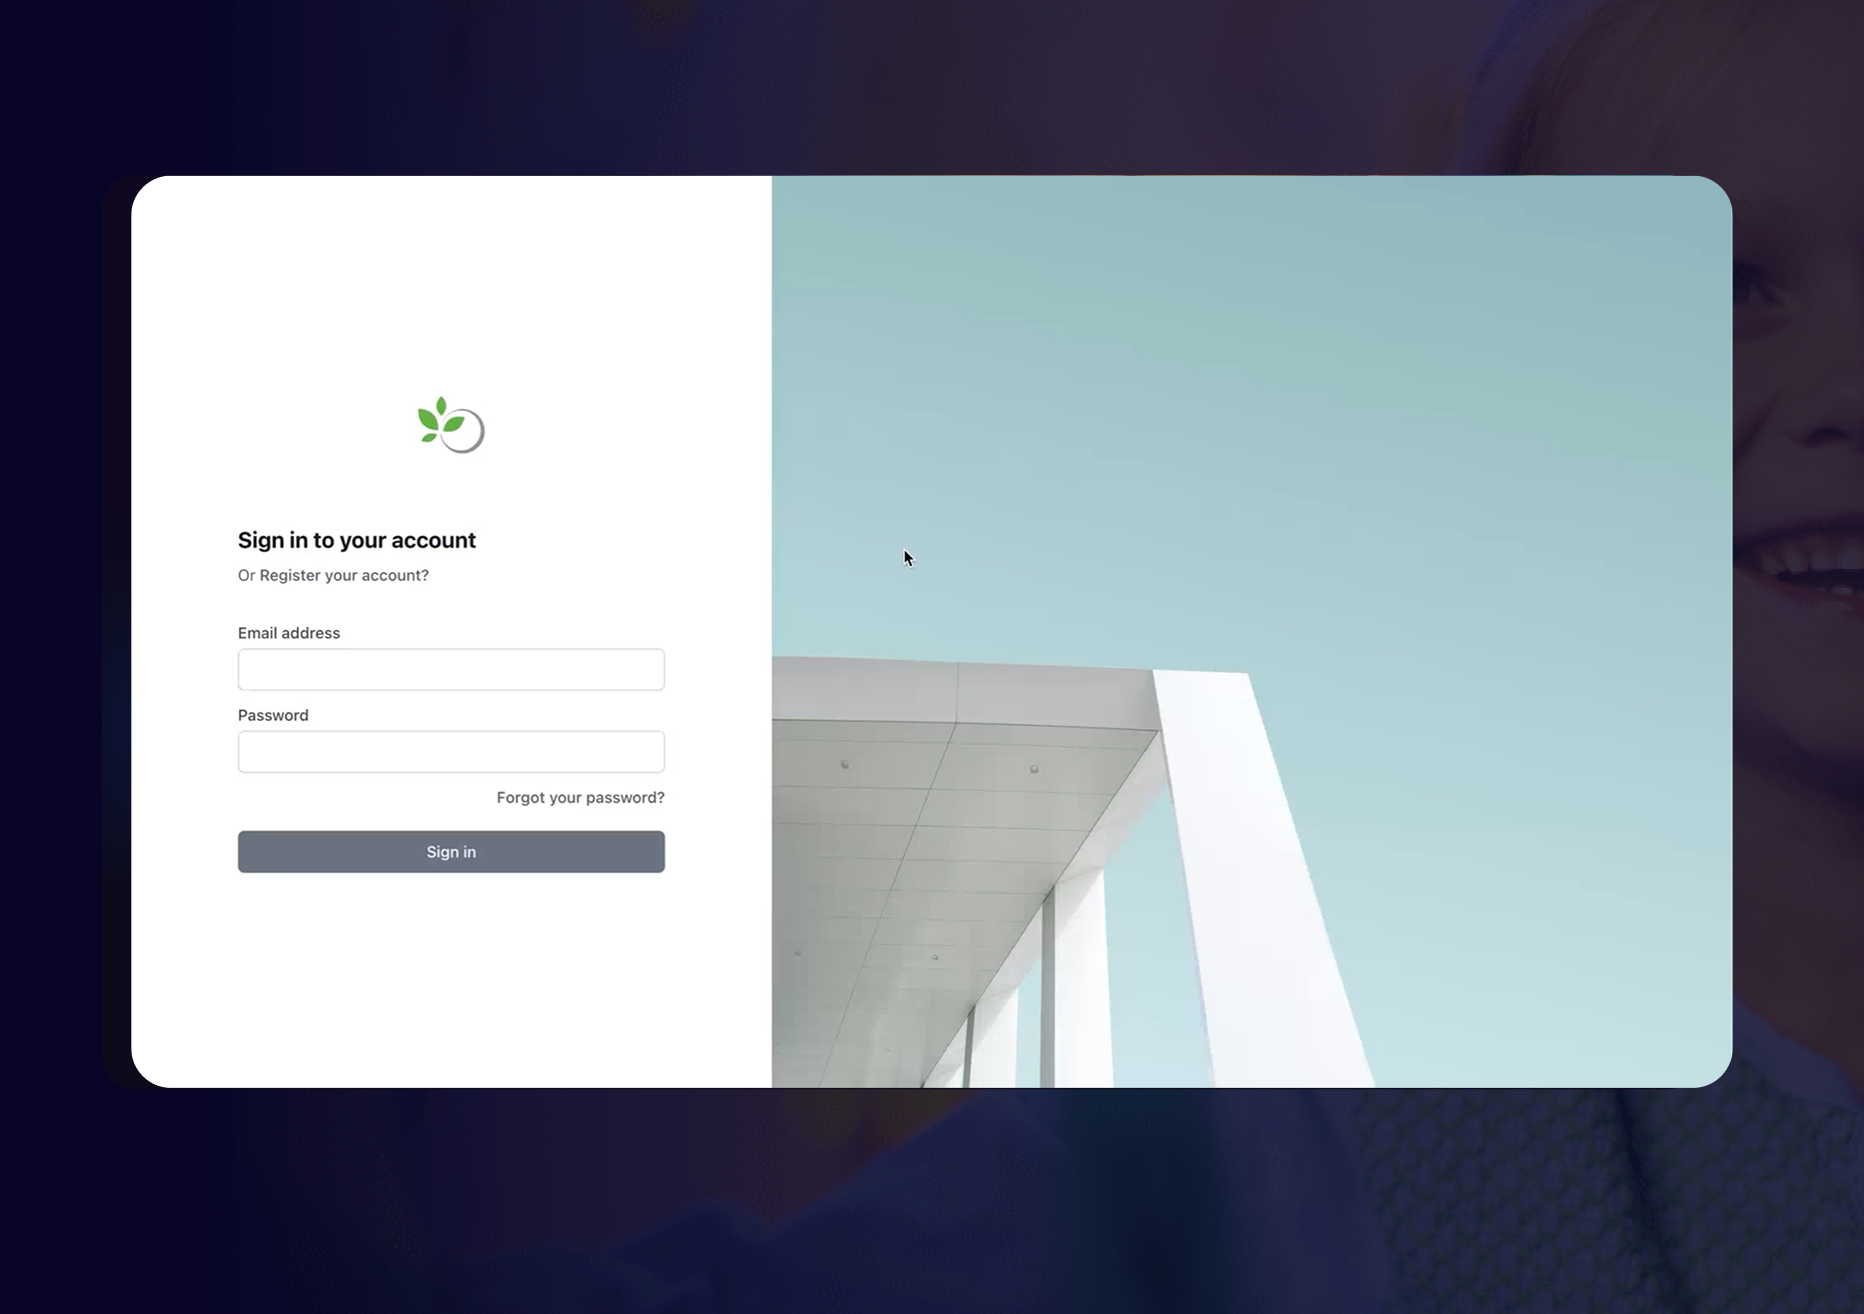 Sign in to your account
Or Register your account?
Email address
Password
Forgot your password?
Sign in